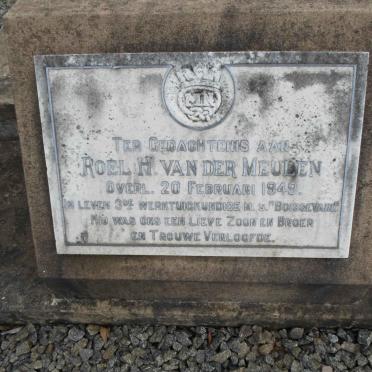 TER GEDACHTENIS AAN
ROEL H. VAN DER MEULEN
OVERL. 20 FEBRUARI 1949
IN LEVEN 3DE WERKTUIGKUNDIGE M.S. "BOISSEVAIN"
HIJ WAS ONS EEN LIEVE ZOON EN BROER
EN TROUWE VERLOOFDE.